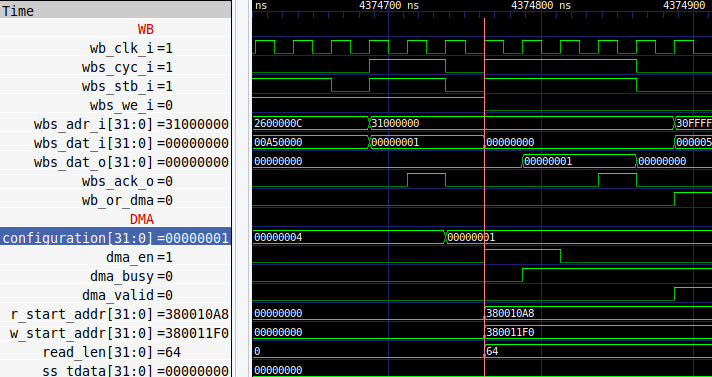 Time ns 4374700 ns 4374800 ns 4374900
WB
wb_clk_i=1
wbs_cyc_i=1
wbs_stb_i=1
wbs_we_i=0
wbs_adr_i[31:0]=31000000 2600000C 31000000 30FFFF
wbs_dat_i[31:0]=00000000 00A50000 00000001 00000000 000005
wbs_dat_o[31:0]=00000000 00000000 00000001 00000000
wbs_ack_o=0
wb_or_dma=0
DMA
configuration[31:0]=00000001 00000004 00000001
dma_en=1
dma_busy=0
dma_valid=0
r_start_addr[31:0]=380010A8 00000000 380010A8
w_start_addr[31:0]=380011F0 00000000 380011F0
read_len[31:0]=64 0 64
ss_tdata[31:0]=00000000 00000000